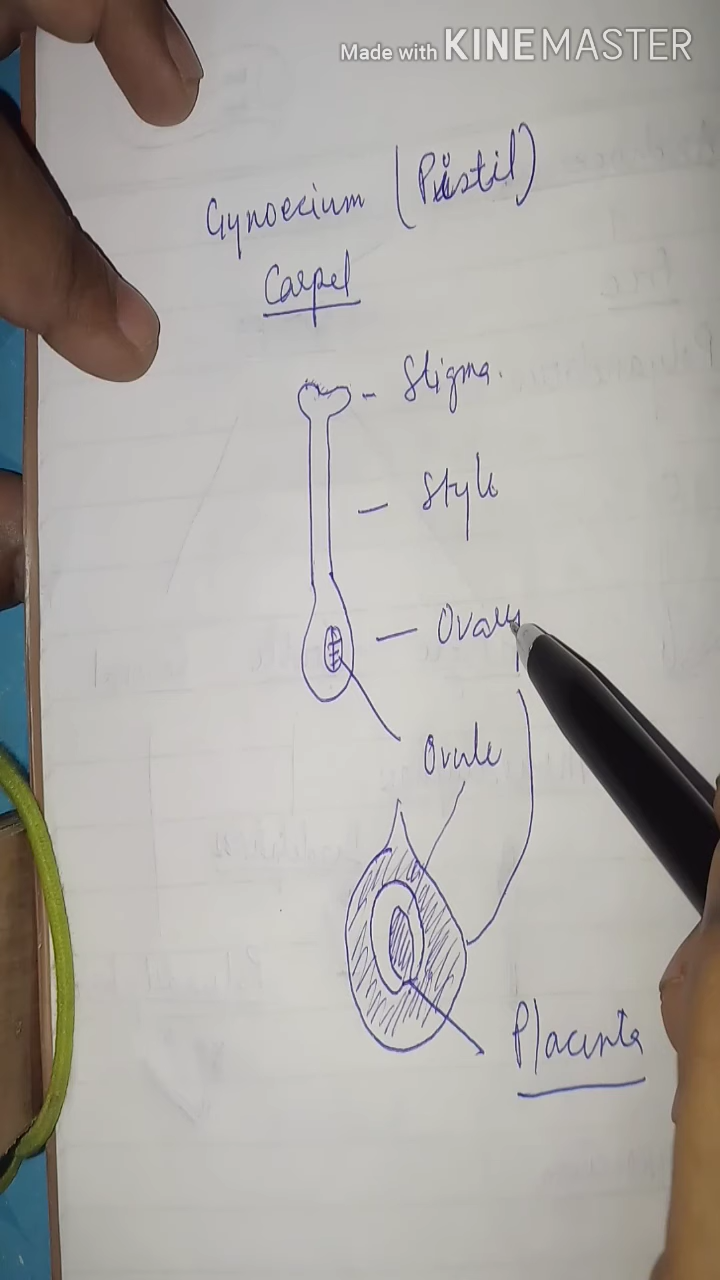 Made with KINEMASTER
Gynoecium (Pistil)
Carpel
Stigma.
Style
Ovary
Ovule
Placenta